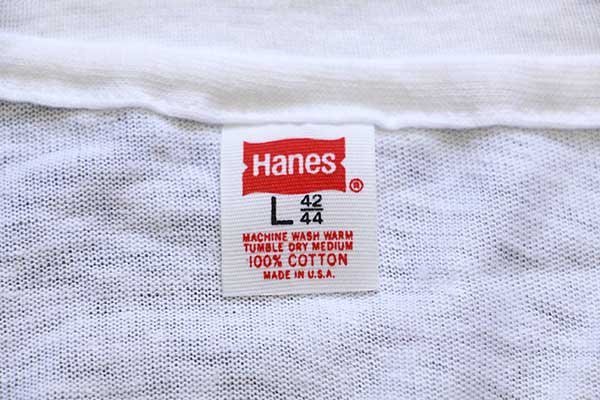 Hanes ®
L 42/44
MACHINE WASH WARM
TUMBLE DRY MEDIUM
100% COTTON
MADE IN U.S.A.